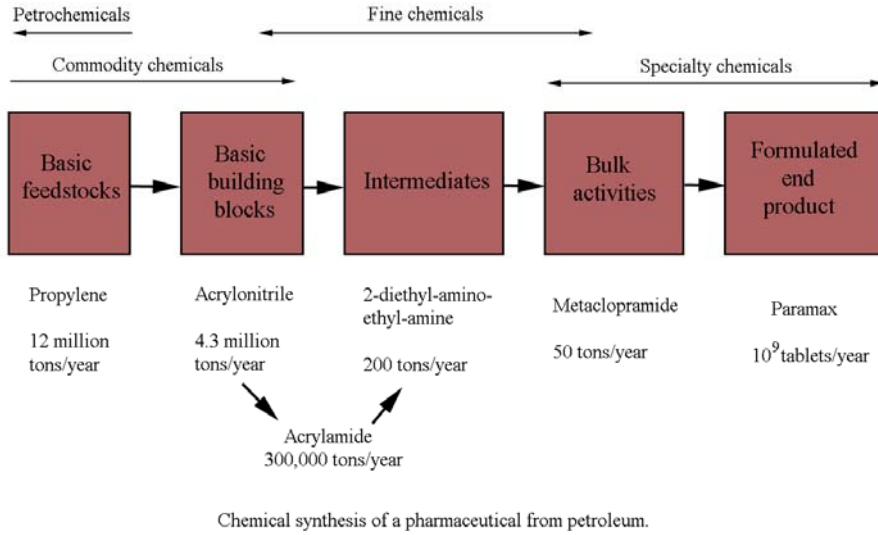 Petrochemicals
Fine chemicals
Commodity chemicals
Specialty chemicals
Basic
feedstocks
Basic
building
blocks
Intermediates
Bulk
activities
Formulated
end
product
Propylene
12 million
tons/year
Acrylonitrile
4.3 million
tons/year
2-diethyl-amino-
ethyl-amine
200 tons/year
Metaclopramide
50 tons/year
Paramax
10⁹ tablets/year
Acrylamide
300,000 tons/year
Chemical synthesis of a pharmaceutical from petroleum.